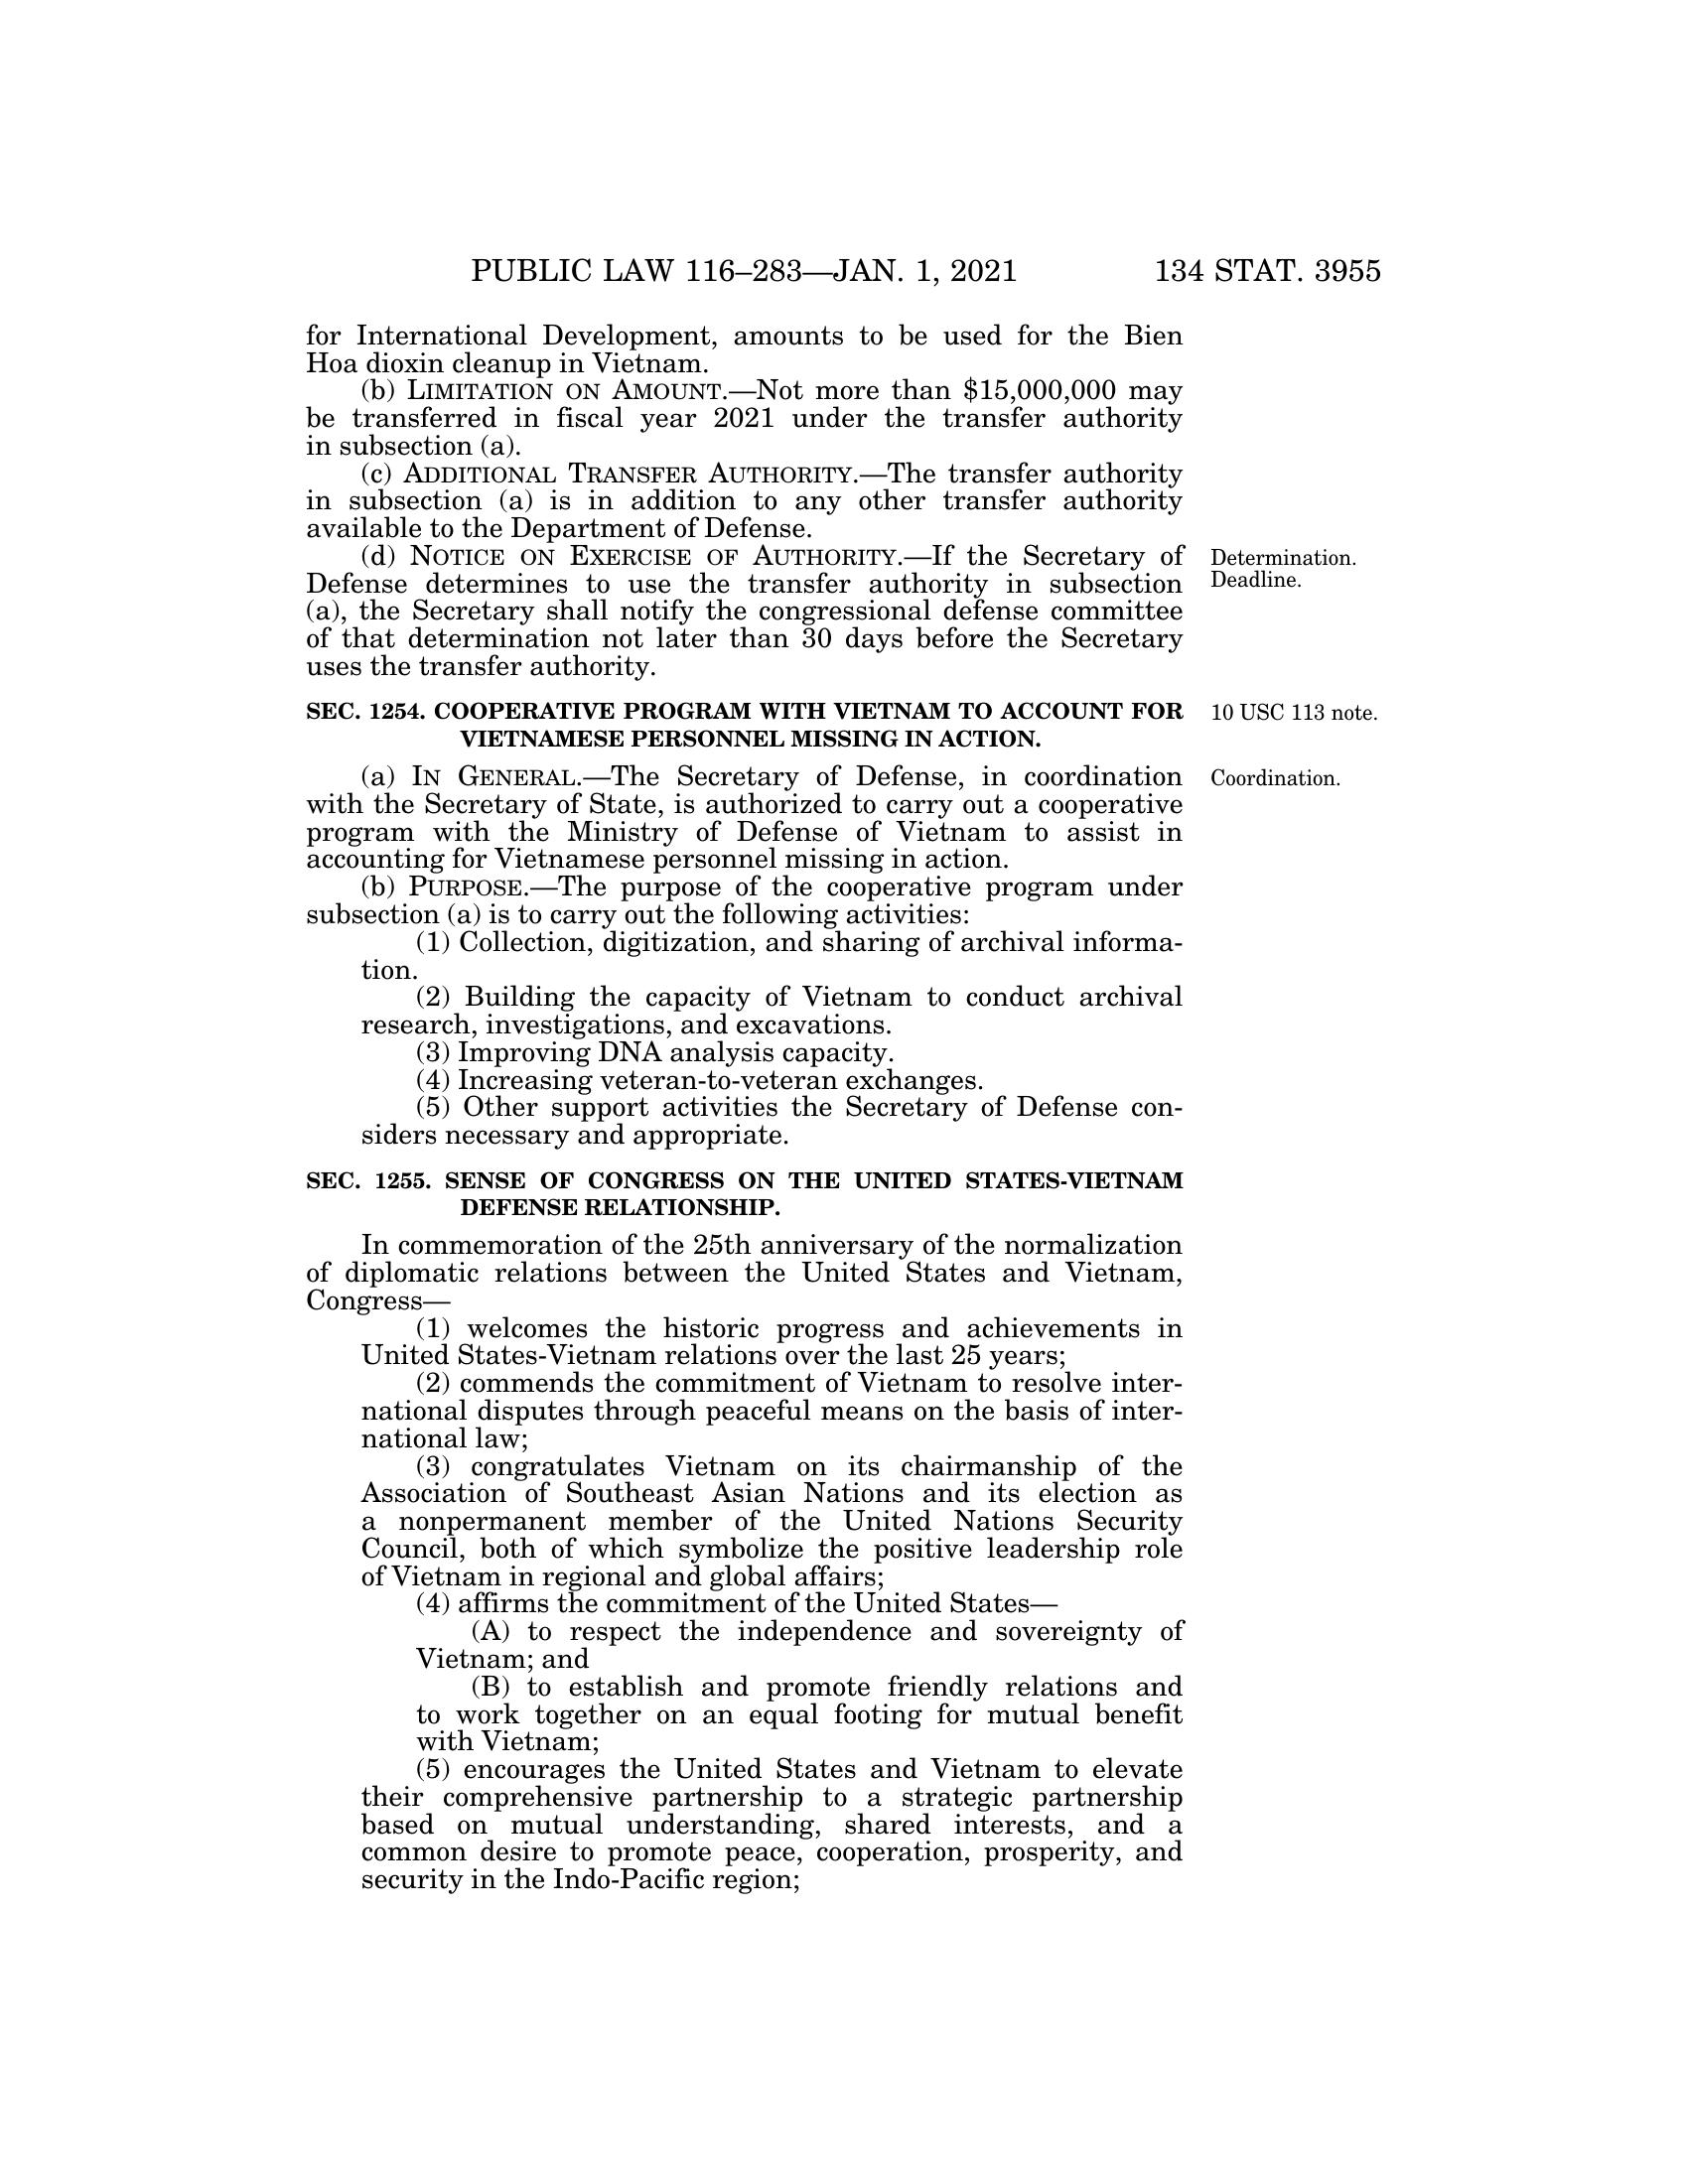 PUBLIC LAW 116–283—JAN. 1, 2021 134 STAT. 3955
for International Development, amounts to be used for the Bien
Hoa dioxin cleanup in Vietnam.
(b) LIMITATION ON AMOUNT.—Not more than $15,000,000 may
be transferred in fiscal year 2021 under the transfer authority
in subsection (a).
(c) ADDITIONAL TRANSFER AUTHORITY.—The transfer authority
in subsection (a) is in addition to any other transfer authority
available to the Department of Defense.
(d) NOTICE ON EXERCISE OF AUTHORITY.—If the Secretary of
Defense determines to use the transfer authority in subsection
(a), the Secretary shall notify the congressional defense committee
of that determination not later than 30 days before the Secretary
uses the transfer authority.
Determination.
Deadline.
SEC. 1254. COOPERATIVE PROGRAM WITH VIETNAM TO ACCOUNT FOR
VIETNAMESE PERSONNEL MISSING IN ACTION.
10 USC 113 note.
(a) IN GENERAL.—The Secretary of Defense, in coordination
with the Secretary of State, is authorized to carry out a cooperative
program with the Ministry of Defense of Vietnam to assist in
accounting for Vietnamese personnel missing in action.
Coordination.
(b) PURPOSE.—The purpose of the cooperative program under
subsection (a) is to carry out the following activities:
(1) Collection, digitization, and sharing of archival informa-
tion.
(2) Building the capacity of Vietnam to conduct archival
research, investigations, and excavations.
(3) Improving DNA analysis capacity.
(4) Increasing veteran-to-veteran exchanges.
(5) Other support activities the Secretary of Defense con-
siders necessary and appropriate.
SEC. 1255. SENSE OF CONGRESS ON THE UNITED STATES-VIETNAM
DEFENSE RELATIONSHIP.
In commemoration of the 25th anniversary of the normalization
of diplomatic relations between the United States and Vietnam,
Congress—
(1) welcomes the historic progress and achievements in
United States-Vietnam relations over the last 25 years;
(2) commends the commitment of Vietnam to resolve inter-
national disputes through peaceful means on the basis of inter-
national law;
(3) congratulates Vietnam on its chairmanship of the
Association of Southeast Asian Nations and its election as
a nonpermanent member of the United Nations Security
Council, both of which symbolize the positive leadership role
of Vietnam in regional and global affairs;
(4) affirms the commitment of the United States—
(A) to respect the independence and sovereignty of
Vietnam; and
(B) to establish and promote friendly relations and
to work together on an equal footing for mutual benefit
with Vietnam;
(5) encourages the United States and Vietnam to elevate
their comprehensive partnership to a strategic partnership
based on mutual understanding, shared interests, and a
common desire to promote peace, cooperation, prosperity, and
security in the Indo-Pacific region;